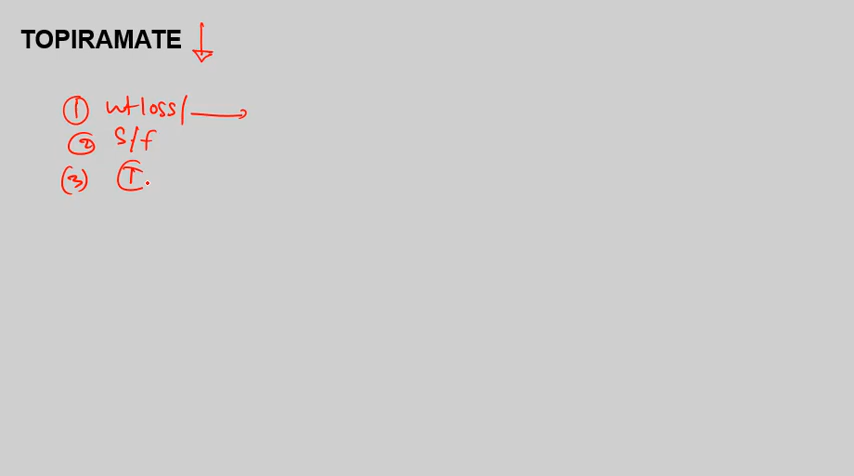 TOPIRAMATE ↓
① wt loss/ →
② S/f
(3) Ⓣ.